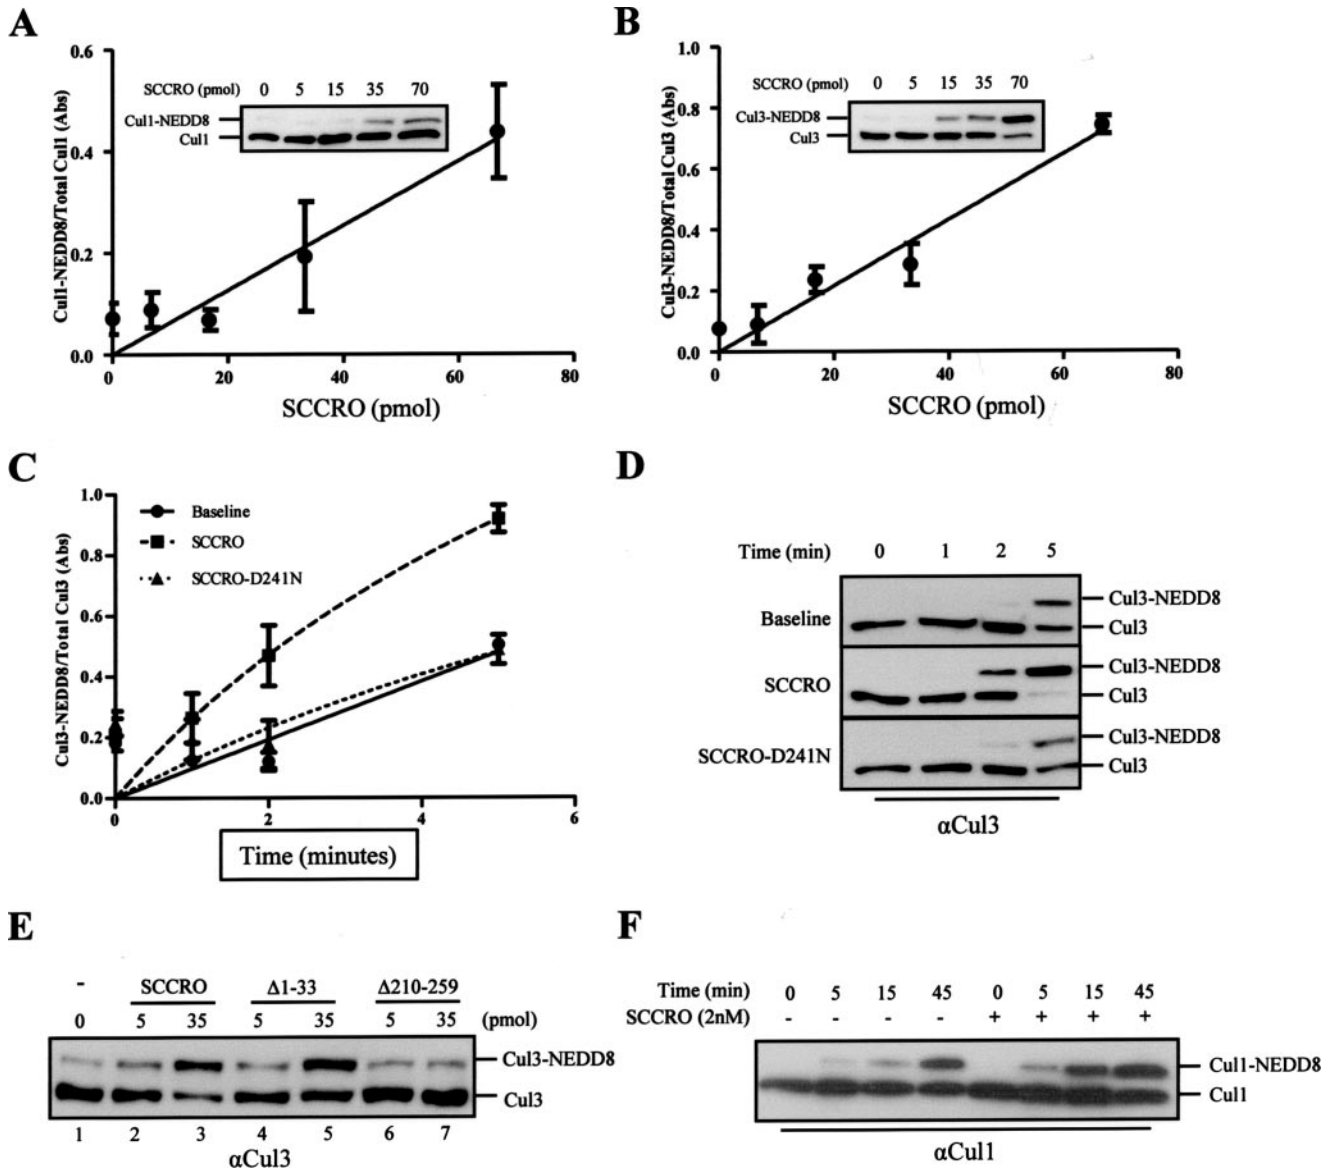 A
0.6
0.4
0.2
0.0
Cul1-NEDD8/Total Cul1 (Abs)
SCCRO (pmol) 0 5 15 35 70
Cul1-NEDD8
Cul1
0 20 40 60 80
SCCRO (pmol)
B
1.0
0.8
0.6
0.4
0.2
0.0
Cul3-NEDD8/Total Cul3 (Abs)
SCCRO (pmol) 0 5 15 35 70
Cul3-NEDD8
Cul3
0 20 40 60 80
SCCRO (pmol)
C
1.0
0.8
0.6
0.4
0.2
0.0
Cul3-NEDD8/Total Cul3 (Abs)
Baseline
SCCRO
SCCRO-D241N
0 2 4 6
Time (minutes)
D
Time (min) 0 1 2 5
Baseline
Cul3-NEDD8
Cul3
SCCRO
Cul3-NEDD8
Cul3
SCCRO-D241N
Cul3-NEDD8
Cul3
αCul3
E
- SCCRO Δ1-33 Δ210-259
0 5 35 5 35 5 35 (pmol)
Cul3-NEDD8
Cul3
1 2 3 4 5 6 7
αCul3
F
Time (min) 0 5 15 45 0 5 15 45
SCCRO (2nM) - - - - + + + +
Cul1-NEDD8
Cul1
αCul1